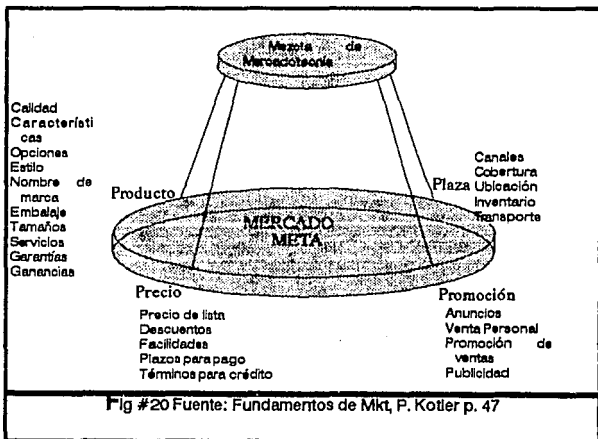 Mezcla de
Mercadotecnia
Calidad
Característi
cas
Opciones
Estilo
Nombre de
marca
Embalaje
Tamaños
Servicios
Garantías
Ganancias
Producto
Plaza
Canales
Cobertura
Ubicación
Inventario
Transporte
MERCADO
META
Precio
Precio de lista
Descuentos
Facilidades
Plazos para pago
Términos para crédito
Promoción
Anuncios
Venta Personal
Promoción de
ventas
Publicidad
Fig #20 Fuente: Fundamentos de Mkt, P. Kotler p. 47